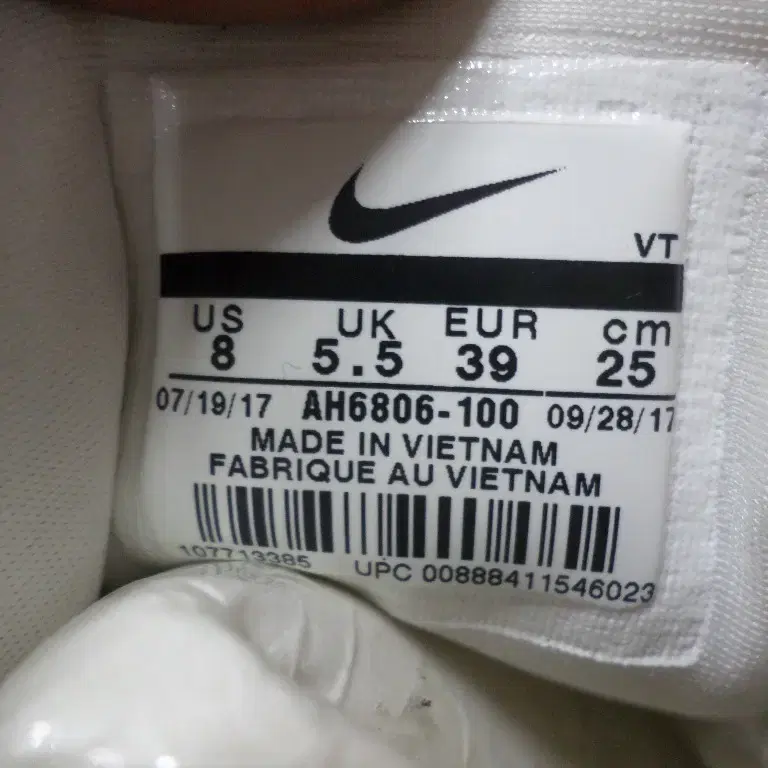 VT
US UK EUR cm
8 5.5 39 25
07/19/17 AH6806-100 09/28/17
MADE IN VIETNAM
FABRIQUE AU VIETNAM
107713385 UPC 00888411546023